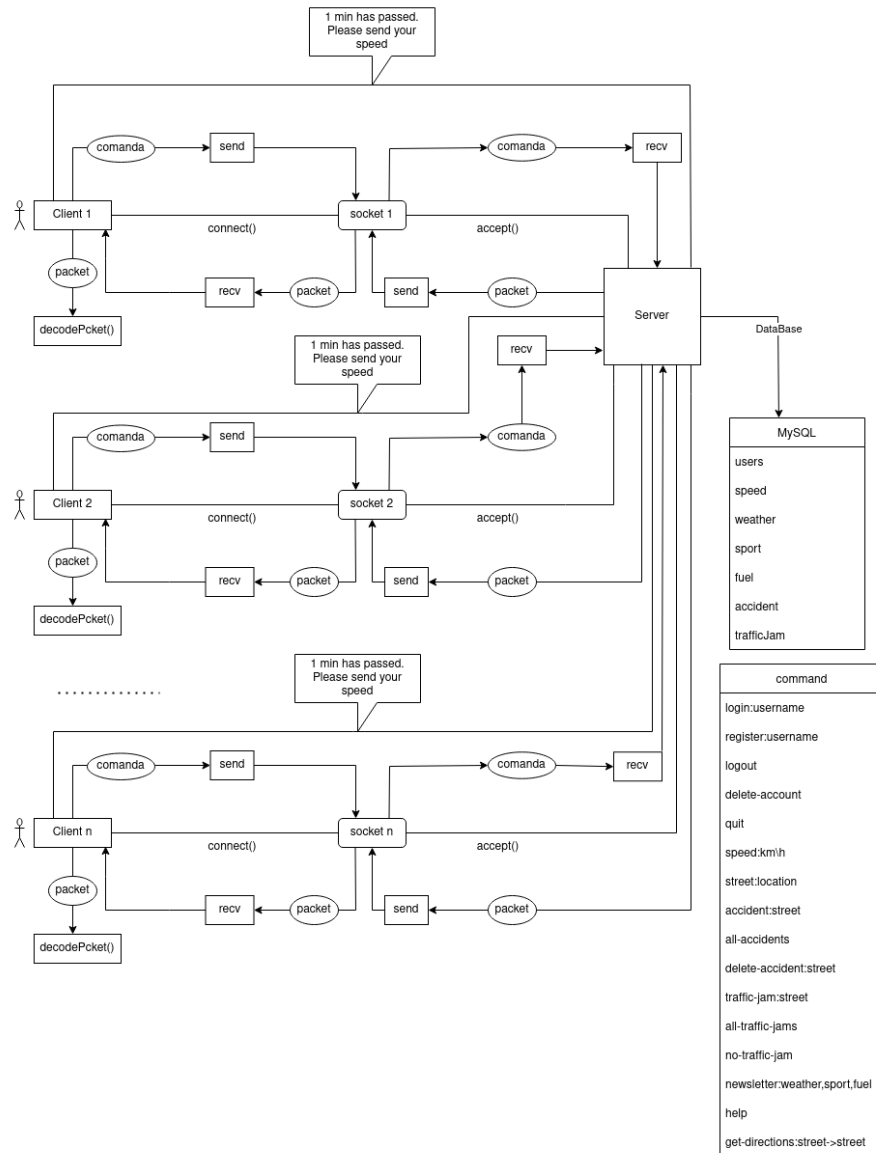 1 min has passed.
Please send your
speed
comanda
send
comanda
recv
Client 1
connect()
socket 1
accept()
packet
recv
packet
send
packet
Server
decodePcket()
DataBase
1 min has passed.
Please send your
speed
recv
comanda
send
comanda
Client 2
connect()
socket 2
accept()
packet
recv
packet
send
packet
decodePcket()
MySQL
users
speed
weather
sport
fuel
accident
trafficJam
1 min has passed.
Please send your
speed
comanda
send
comanda
recv
Client n
connect()
socket n
accept()
packet
recv
packet
send
packet
decodePcket()
command
login:username
register:username
logout
delete-account
quit
speed:km\h
street:location
accident:street
all-accidents
delete-accident:street
traffic-jam:street
all-traffic-jams
no-traffic-jam
newsletter:weather,sport,fuel
help
get-directions:street->street